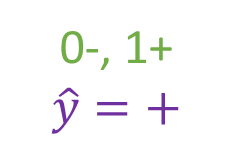 0-, 1+
ŷ = +